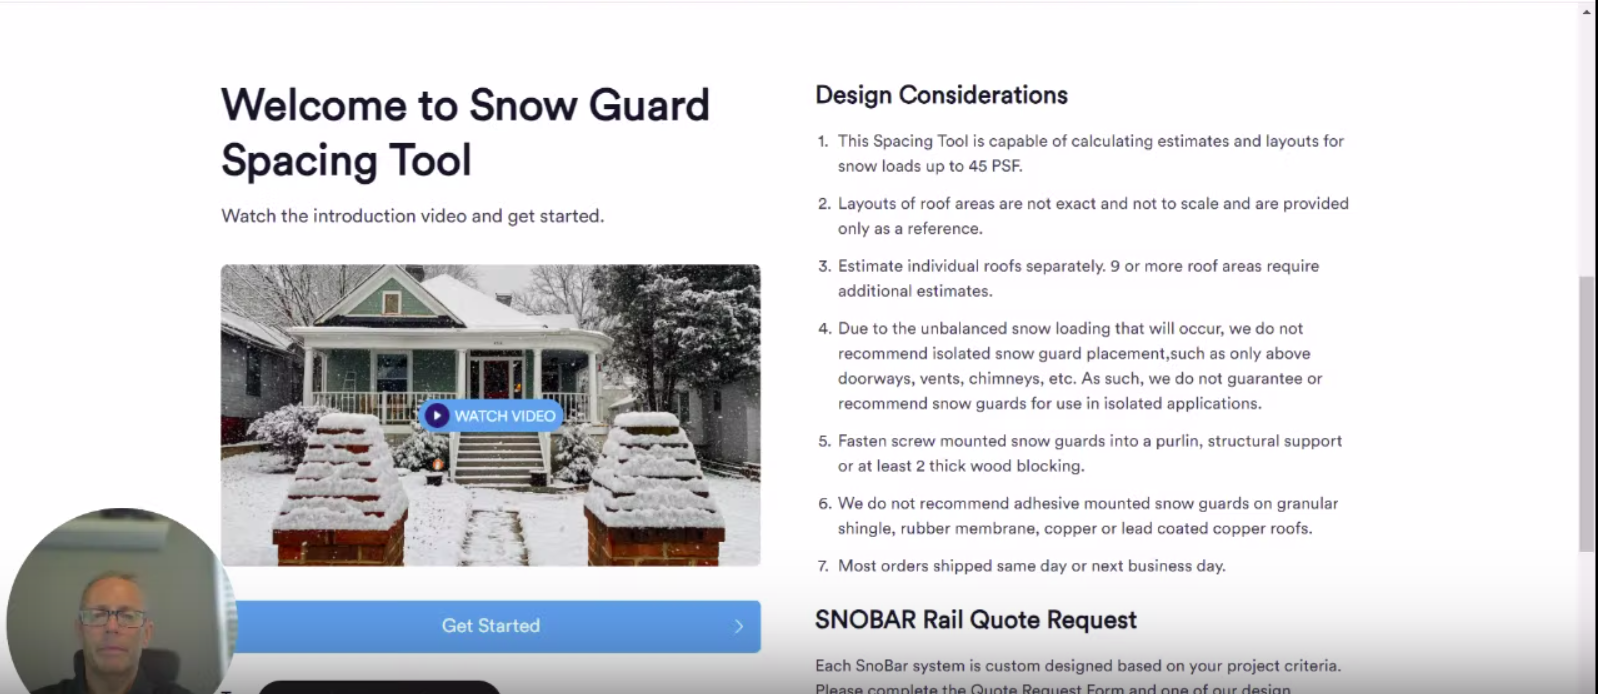 Welcome to Snow Guard
Spacing Tool
Watch the introduction video and get started.
WATCH VIDEO
Get Started
Design Considerations
1. This Spacing Tool is capable of calculating estimates and layouts for
snow loads up to 45 PSF.
2. Layouts of roof areas are not exact and not to scale and are provided
only as a reference.
3. Estimate individual roofs separately. 9 or more roof areas require
additional estimates.
4. Due to the unbalanced snow loading that will occur, we do not
recommend isolated snow guard placement,such as only above
doorways, vents, chimneys, etc. As such, we do not guarantee or
recommend snow guards for use in isolated applications.
5. Fasten screw mounted snow guards into a purlin, structural support
or at least 2 thick wood blocking.
6. We do not recommend adhesive mounted snow guards on granular
shingle, rubber membrane, copper or lead coated copper roofs.
7. Most orders shipped same day or next business day.
SNOBAR Rail Quote Request
Each SnoBar system is custom designed based on your project criteria.
Please complete the Quote Request Form and one of our design